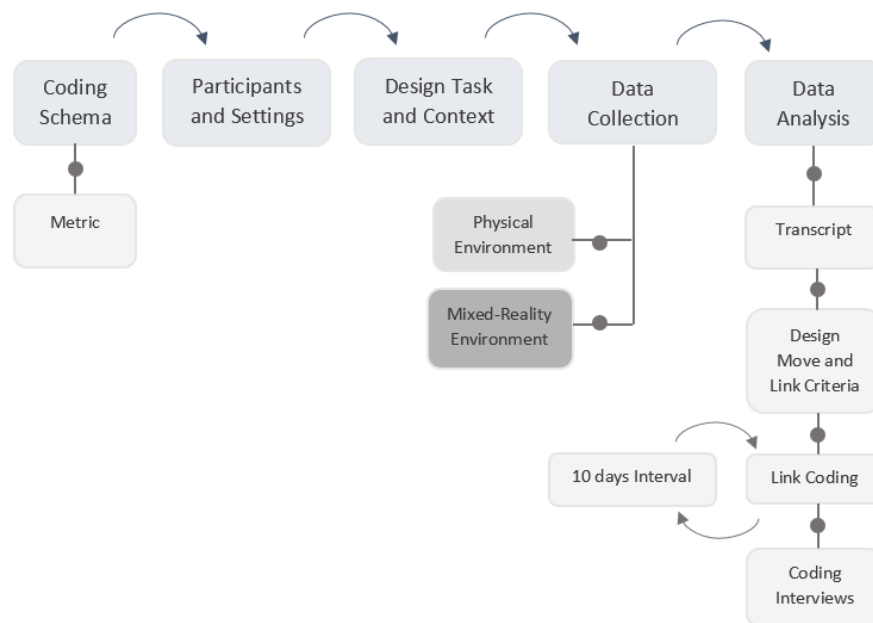 Coding
Schema
Participants
and Settings
Design Task
and Context
Data
Collection
Data
Analysis
Metric
Physical
Environment
Mixed-Reality
Environment
Transcript
Design
Move and
Link Criteria
10 days Interval
Link Coding
Coding
Interviews